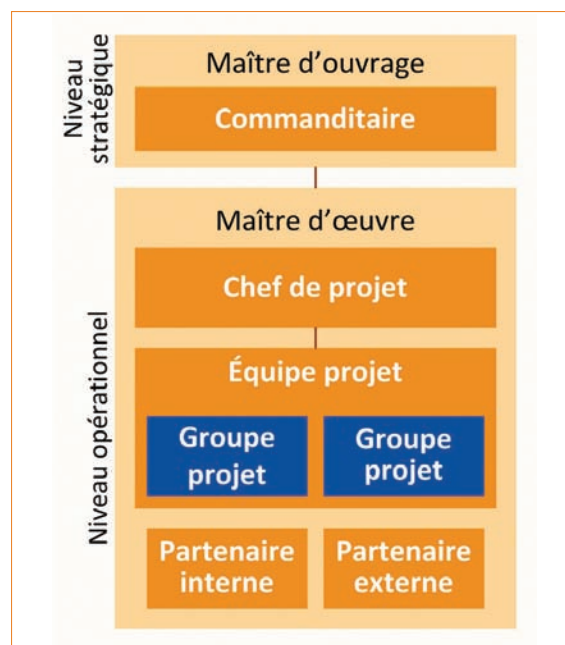 Niveau
stratégique
Maître d'ouvrage
Commanditaire
Niveau opérationnel
Maître d'œuvre
Chef de projet
Équipe projet
Groupe
projet
Groupe
projet
Partenaire
interne
Partenaire
externe